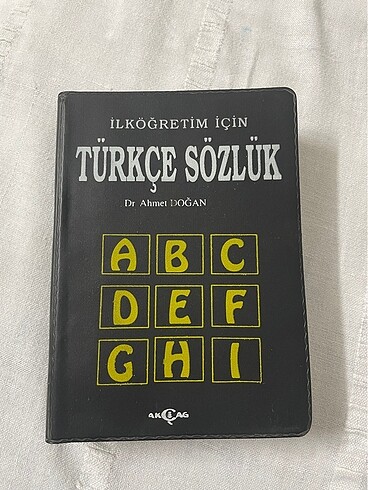 İLKÖĞRETİM İÇİN
TÜRKÇE SÖZLÜK
Dr Ahmet DOĞAN
A B C
D E F
G H I
AKÇAĞ